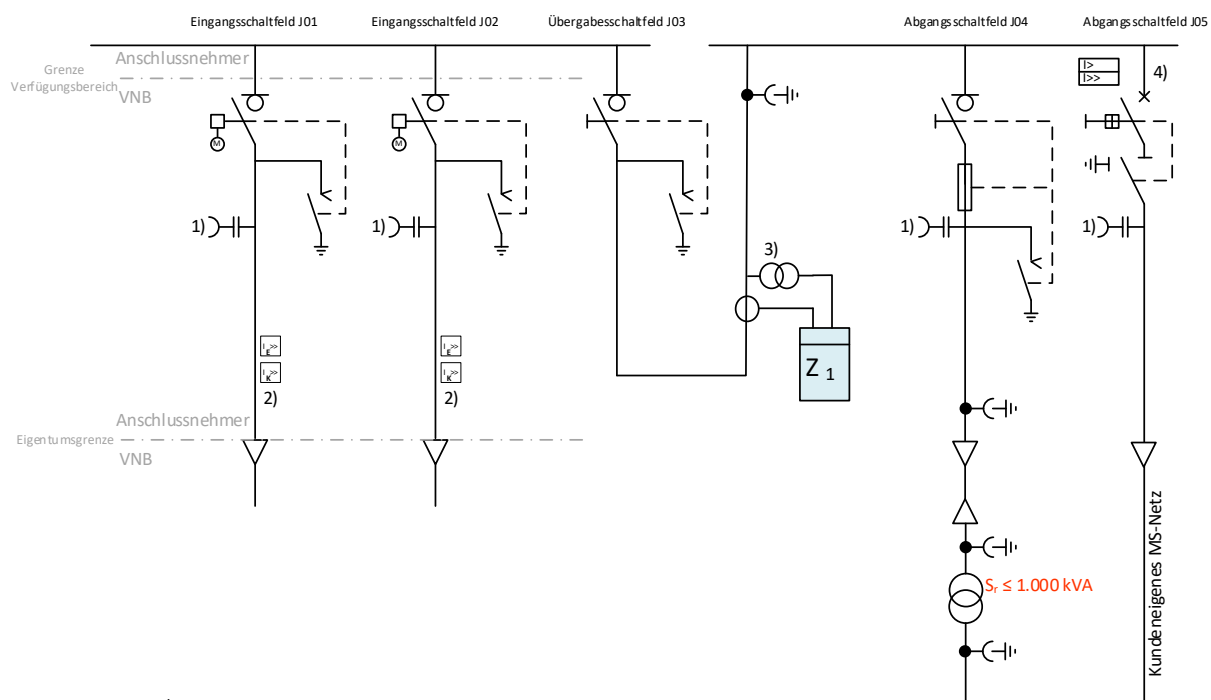 Eingangsschaltfeld J01
Eingangsschaltfeld J02
Übergabesschaltfeld J03
Abgangsschaltfeld J04
Abgangsschaltfeld J05
Anschlussnehmer
Grenze
Verfügungsbereich
VNB
I>
I>>
4)
M
M
1)
1)
1)
1)
3)
Z 1
I E >>
I K >>
2)
I E >>
I K >>
2)
Anschlussnehmer
Eigentumsgrenze
VNB
Sr ≤ 1.000 kVA
Kundeneigenes MS-Netz